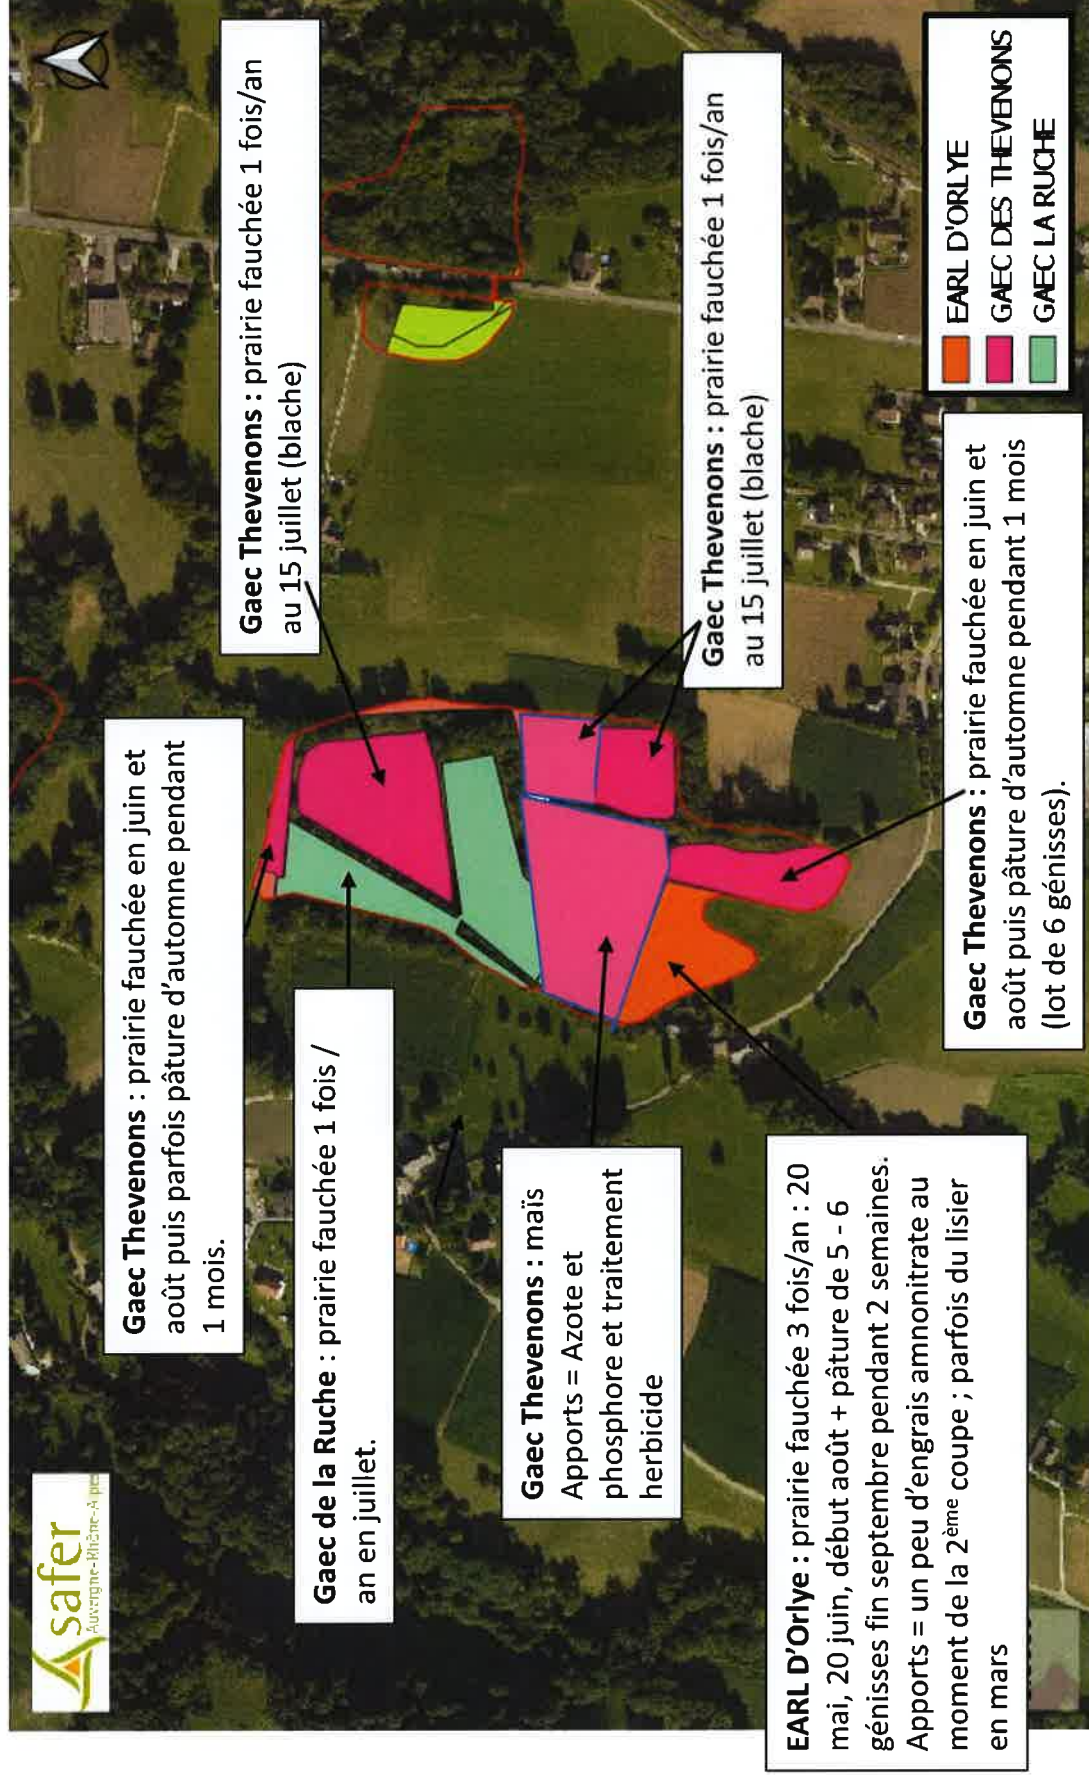 safer
Auvergne-Rhône-Alpes
Gaec Thevenons : prairie fauchée en juin et
août puis parfois pâture d'automne pendant
1 mois.
Gaec Thevenons : prairie fauchée 1 fois/an
au 15 juillet (blache)
Gaec de la Ruche : prairie fauchée 1 fois /
an en juillet.
Gaec Thevenons : maïs
Apports = Azote et
phosphore et traitement
herbicide
Gaec Thevenons : prairie fauchée 1 fois/an
au 15 juillet (blache)
EARL D'Orlye : prairie fauchée 3 fois/an : 20
mai, 20 juin, début août + pâture de 5 - 6
génisses fin septembre pendant 2 semaines.
Apports = un peu d'engrais ammonitrate au
moment de la 2ème coupe ; parfois du lisier
en mars
Gaec Thevenons : prairie fauchée en juin et
août puis pâture d'automne pendant 1 mois
(lot de 6 génisses).
EARL D'ORLYE
GAEC DES THEVENONS
GAEC LA RUCHE